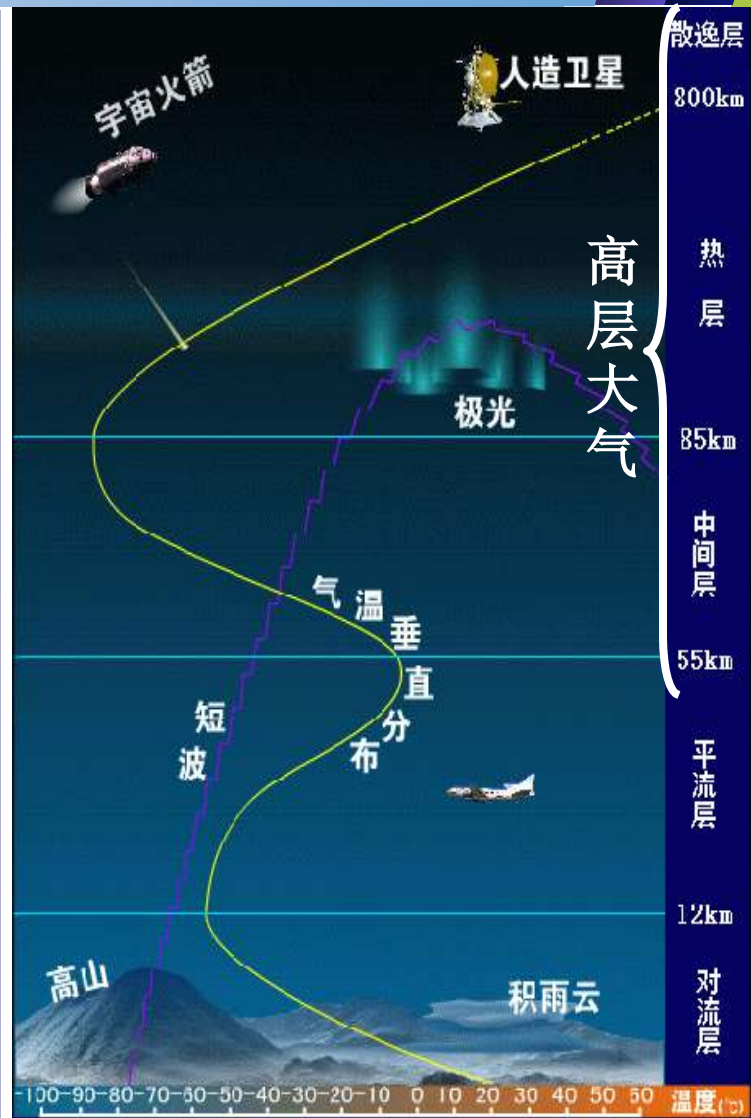 散逸层
人造卫星
宇宙火箭
800km
高层大气
热层
极光
85km
中间层
气温垂直分布
55km
短波
平流层
12km
高山
积雨云
对流层
-100-90-80-70-60-50-40-30-20-10 0 10 20 30 40 50 60 温度(℃)